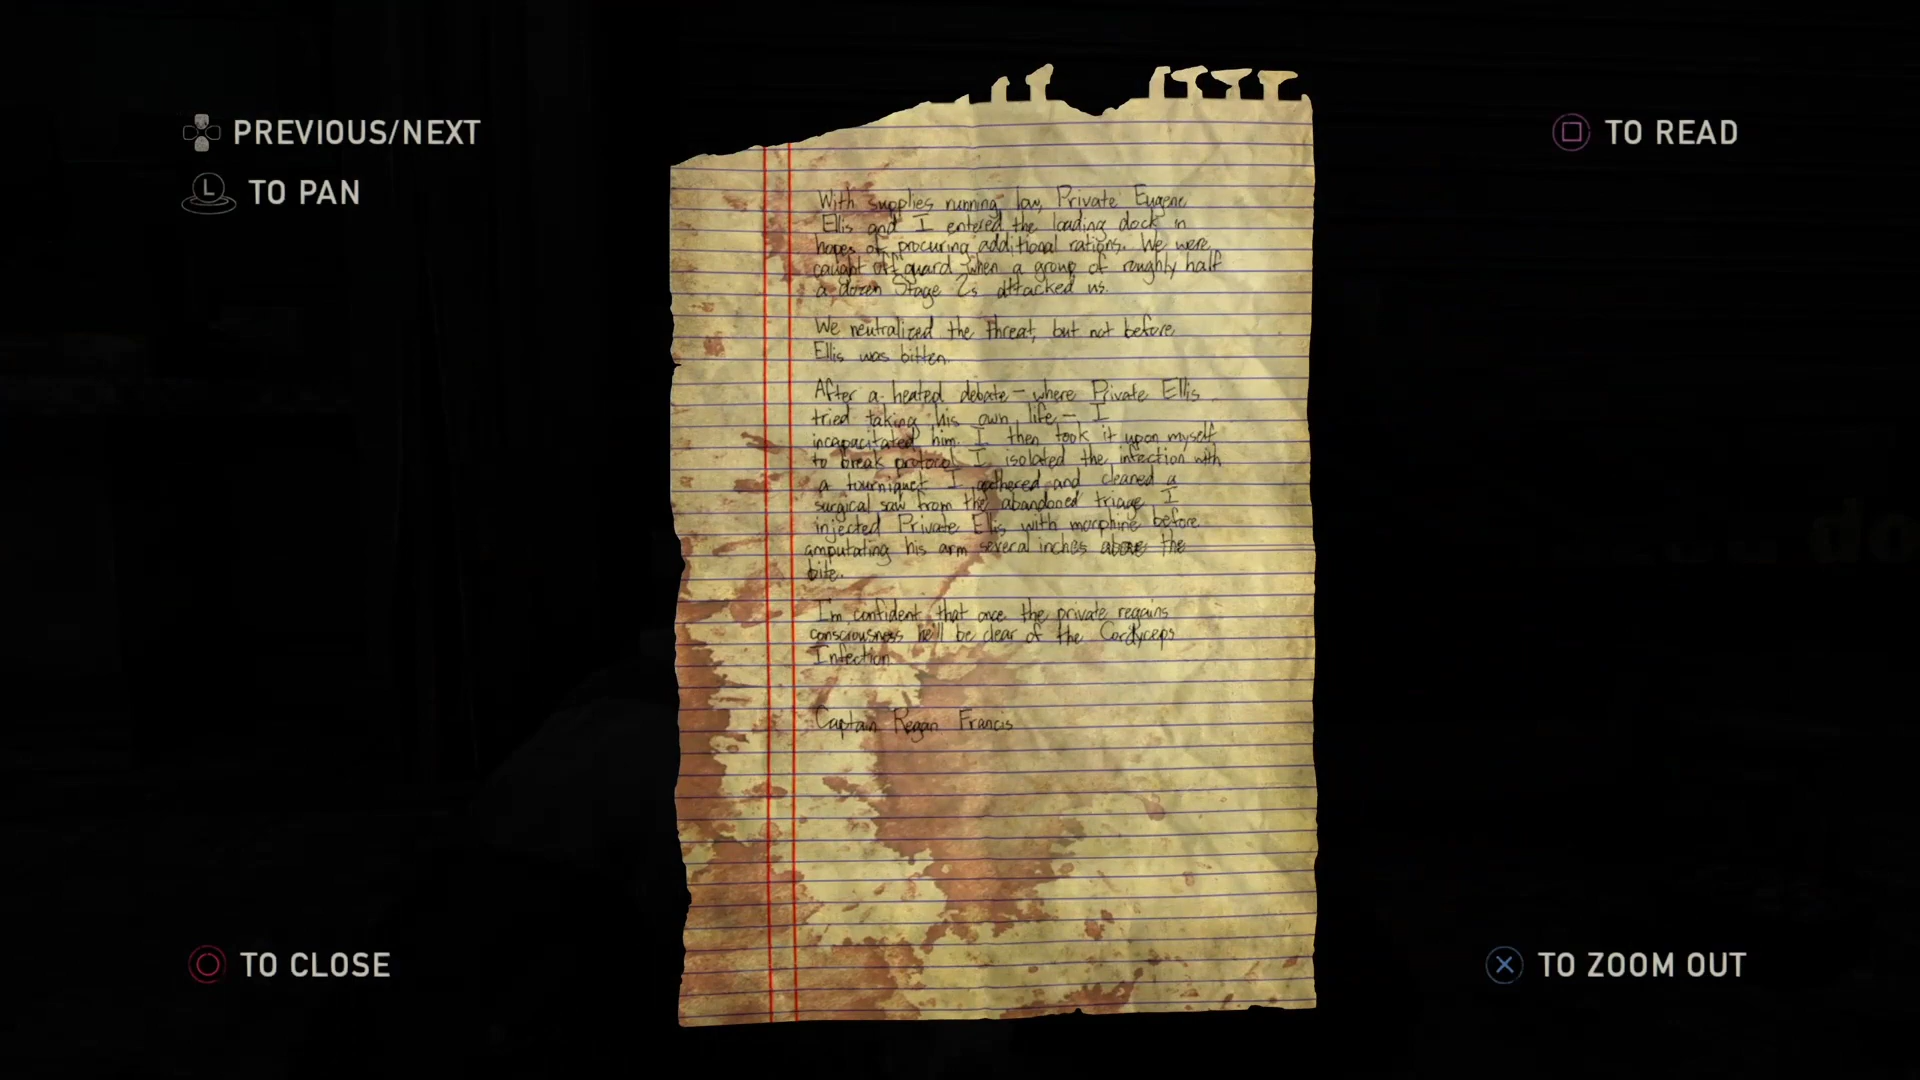 PREVIOUS/NEXT
L TO PAN
TO READ
With supplies running low, Private Eugene
Ellis and I entered the loading dock in
hopes of procuring additional rations. We were
caught off guard when a group of roughly half
a dozen Stage 2s attacked us.
We neutralized the threat, but not before
Ellis was bitten.
After a heated debate — where Private Ellis
tried taking his own life — I
incapacitated him. I then took it upon myself
to break protocol. I isolated the infection with
a tourniquet. I gathered and cleaned a
surgical saw from the abandoned triage. I
injected Private Ellis with morphine before
amputating his arm several inches above the
bite.
I'm confident that once the private regains
consciousness he'll be clear of the Cordyceps
Infection.
Captain Regan Francis
TO CLOSE
TO ZOOM OUT